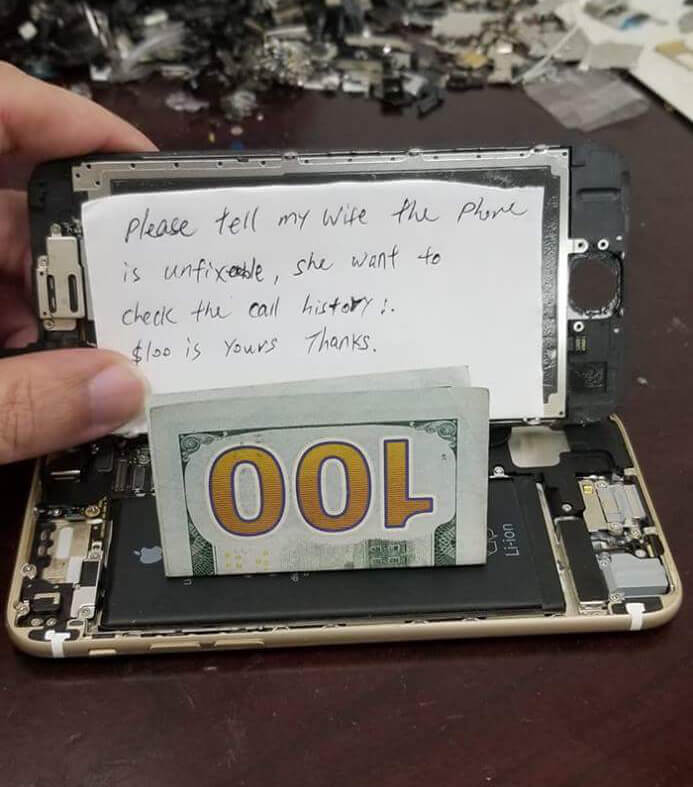 Please tell my wife the phone
is unfixable, she want to
check the call history :.
$100 is yours Thanks.
100
Li-ion